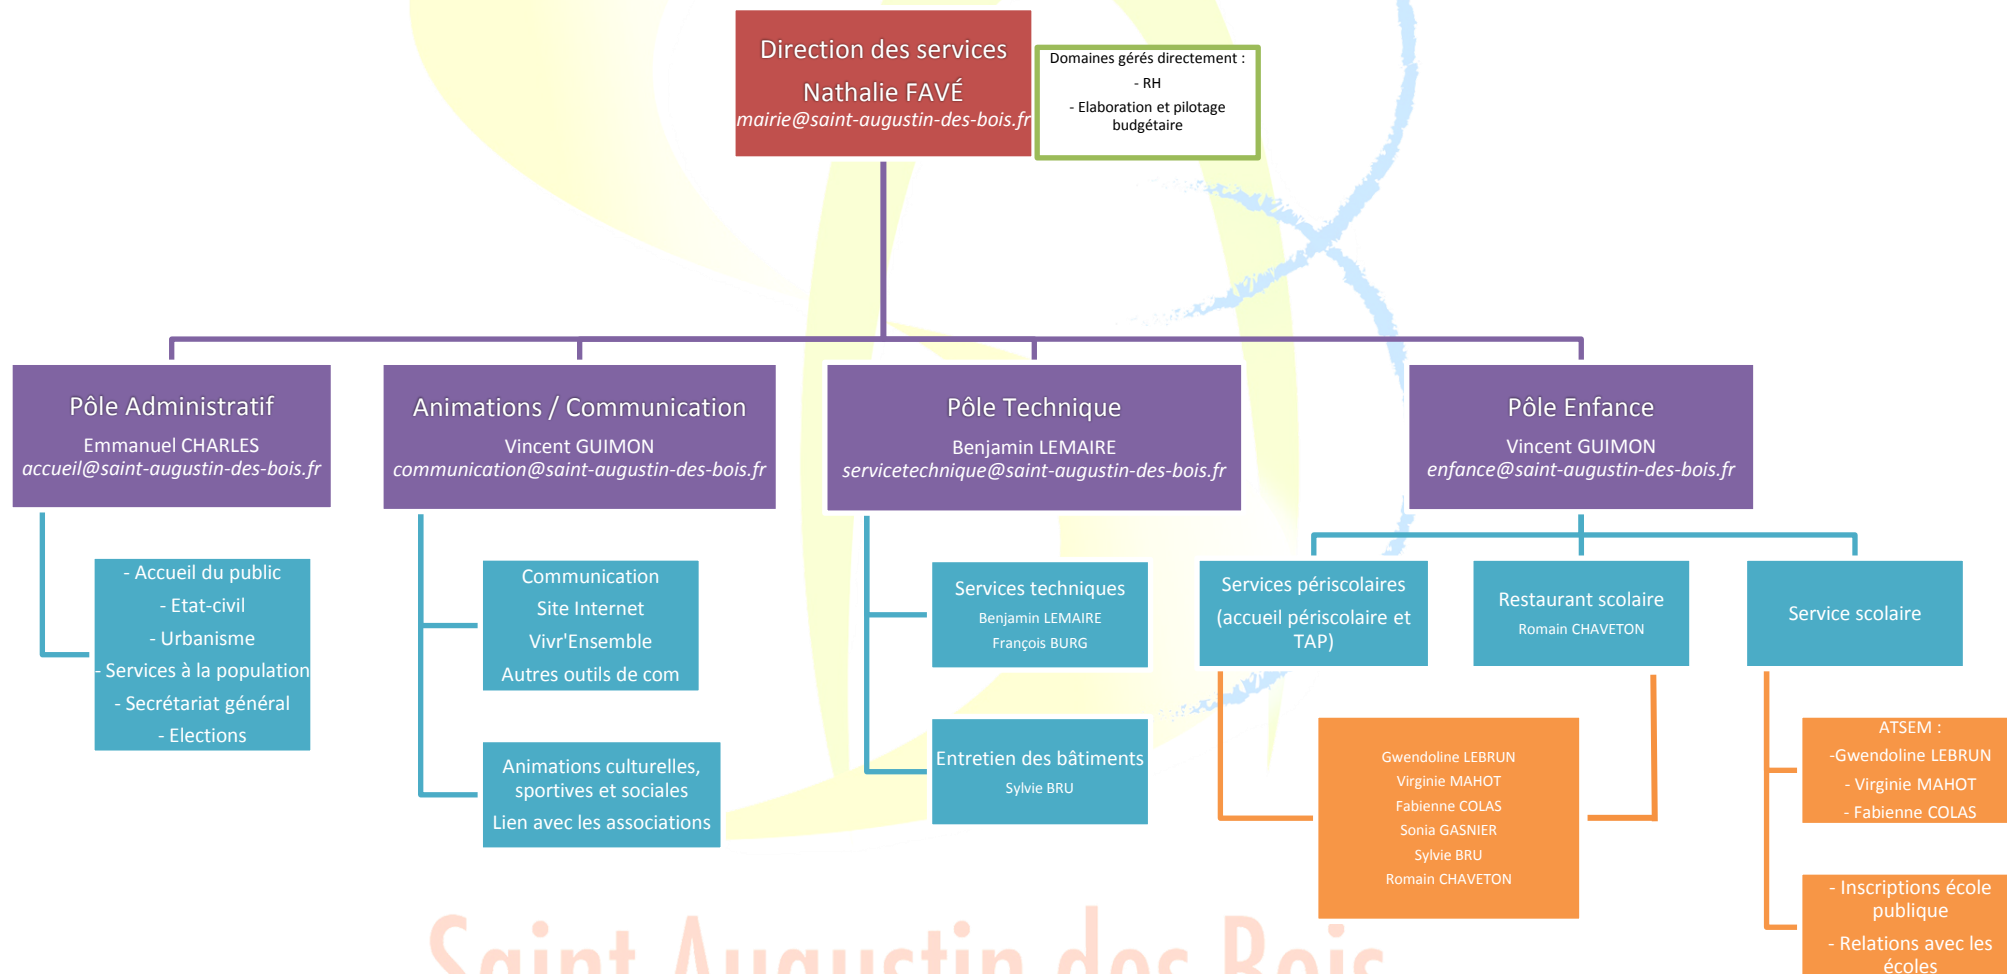 Direction des services
Nathalie FAVÉ
mairie@saint-augustin-des-bois.fr
Domaines gérés directement :
- RH
- Elaboration et pilotage
budgétaire
Pôle Administratif
Emmanuel CHARLES
accueil@saint-augustin-des-bois.fr
Animations / Communication
Vincent GUIMON
communication@saint-augustin-des-bois.fr
Pôle Technique
Benjamin LEMAIRE
servicetechnique@saint-augustin-des-bois.fr
Pôle Enfance
Vincent GUIMON
enfance@saint-augustin-des-bois.fr
- Accueil du public
- Etat-civil
- Urbanisme
- Services à la population
- Secrétariat général
- Elections
Communication
Site Internet
Vivr'Ensemble
Autres outils de com
Animations culturelles,
sportives et sociales
Lien avec les associations
Services techniques
Benjamin LEMAIRE
François BURG
Entretien des bâtiments
Sylvie BRU
Services périscolaires
(accueil périscolaire et
TAP)
Restaurant scolaire
Romain CHAVETON
Service scolaire
Gwendoline LEBRUN
Virginie MAHOT
Fabienne COLAS
Sonia GASNIER
Sylvie BRU
Romain CHAVETON
ATSEM :
-Gwendoline LEBRUN
- Virginie MAHOT
- Fabienne COLAS
- Inscriptions école
publique
- Relations avec les
écoles
Saint Augustin des Bois